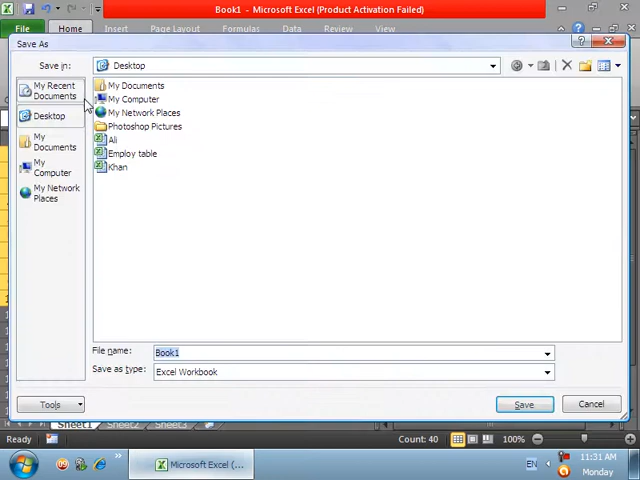 Book1 - Microsoft Excel (Product Activation Failed)
File Home Insert Formulas Data Review View
Save As
Save in: Desktop
My Recent Documents
Desktop
My Documents
My Computer
My Network Places
My Documents
My Computer
My Network Places
Photoshop Pictures
Ali
Employ table
Khan
File name: Book1
Save as type: Excel Workbook
Tools Save Cancel
Sheet1 Sheet2 Sheet3
Ready Count: 40 100%
Microsoft Excel (... EN 11:31 AM
Monday